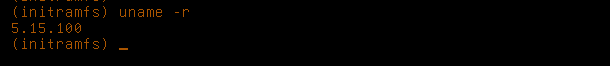 (initramfs) uname -r
5.15.100
(initramfs) _